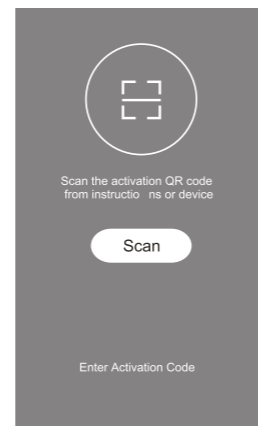 Scan the activation QR code
from instructio ns or device
Scan
Enter Activation Code